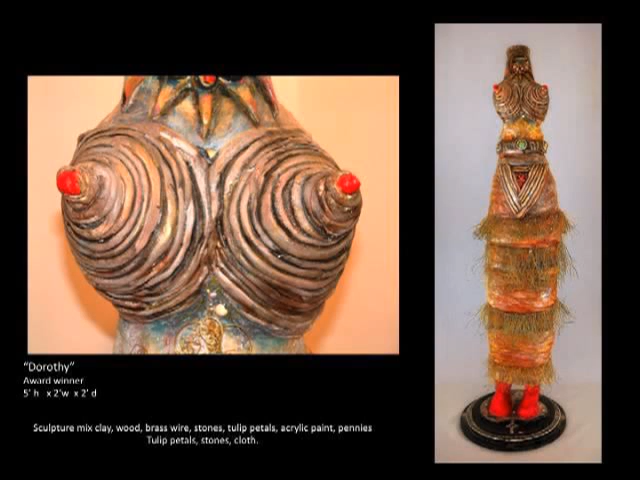 “Dorothy”
Award winner
5’ h x 2’w x 2’ d
Sculpture mix clay, wood, brass wire, stones, tulip petals, acrylic paint, pennies
Tulip petals, stones, cloth.